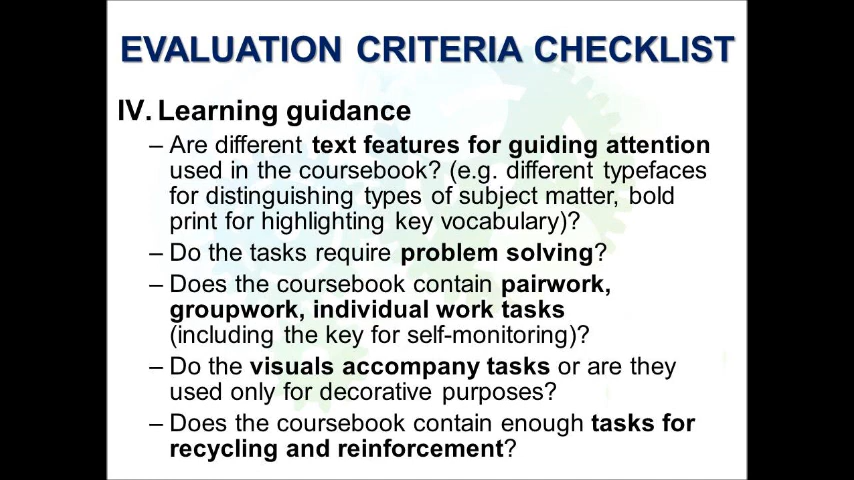 EVALUATION CRITERIA CHECKLIST
IV. Learning guidance
– Are different text features for guiding attention
used in the coursebook? (e.g. different typefaces
for distinguishing types of subject matter, bold
print for highlighting key vocabulary)?
– Do the tasks require problem solving?
– Does the coursebook contain pairwork,
groupwork, individual work tasks
(including the key for self-monitoring)?
– Do the visuals accompany tasks or are they
used only for decorative purposes?
– Does the coursebook contain enough tasks for
recycling and reinforcement?